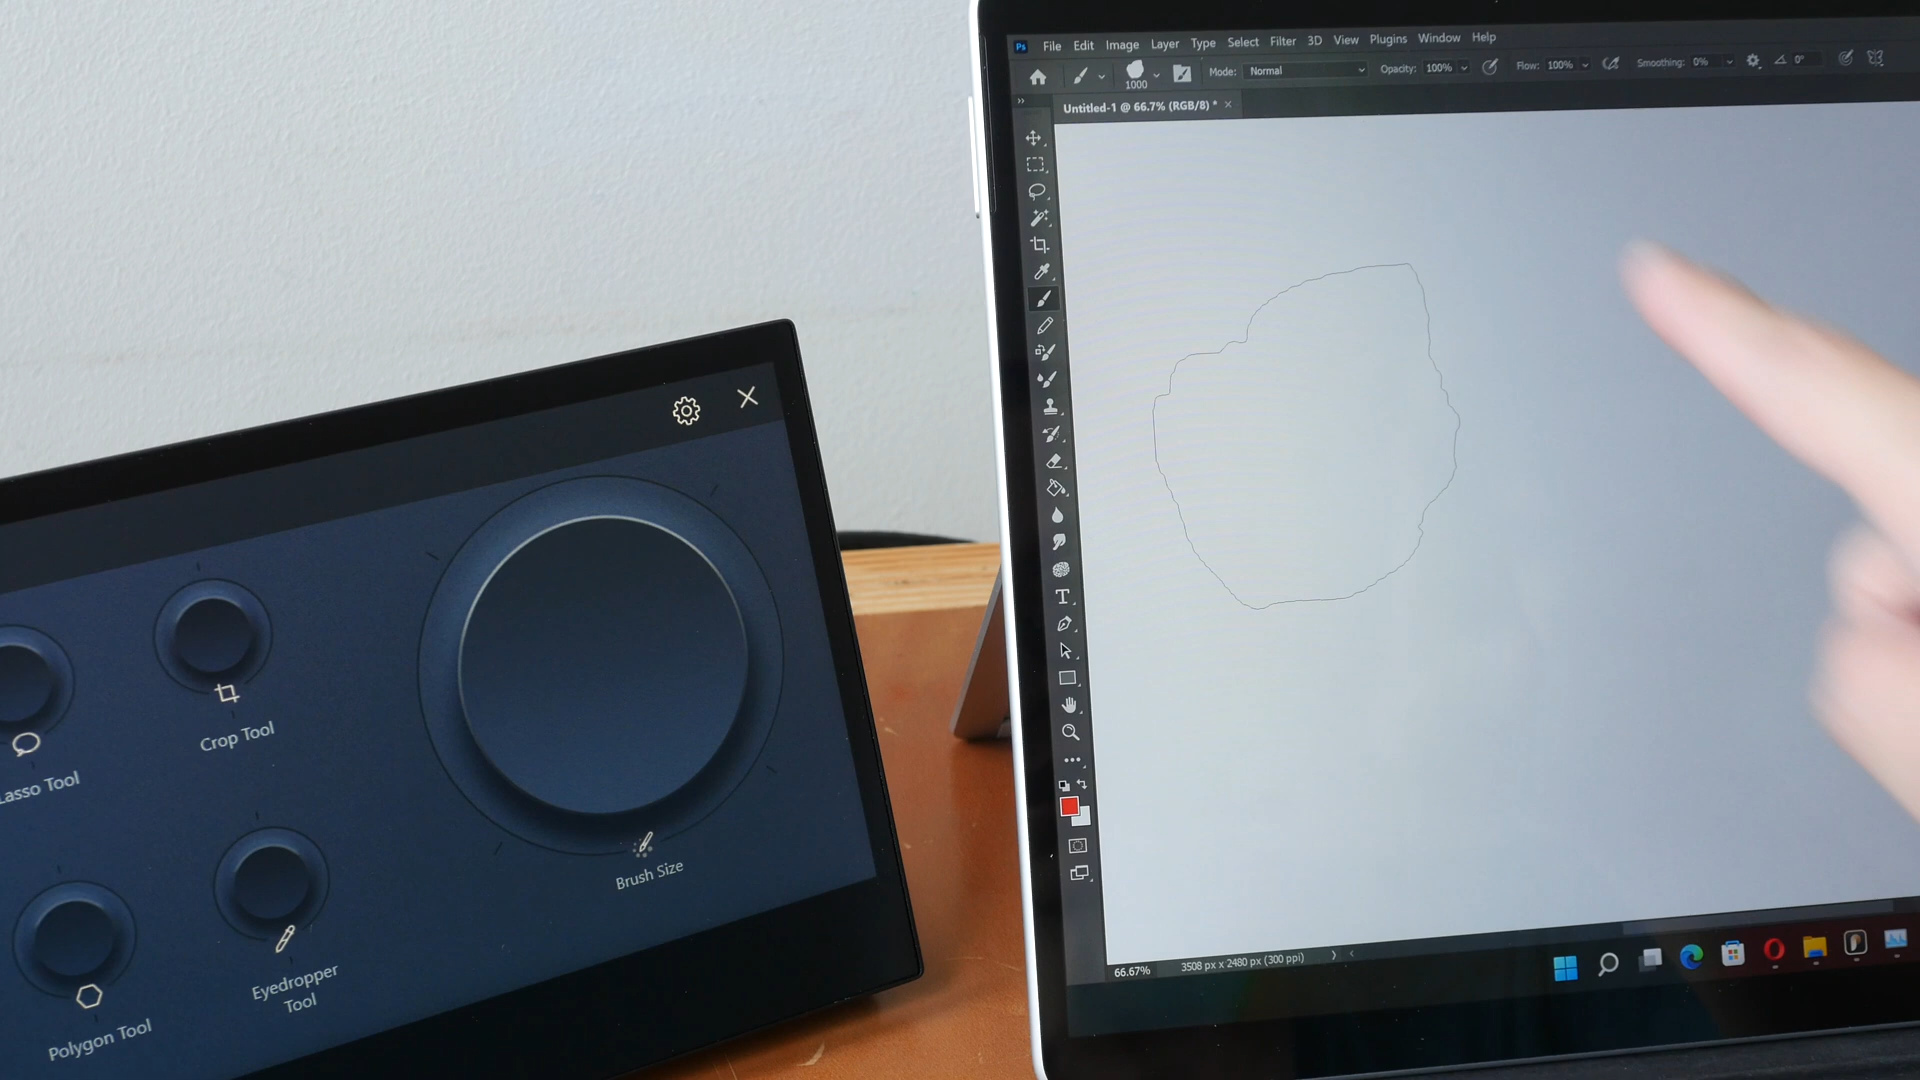 Ps File Edit Image Layer Type Select Filter 3D View Plugins Window Help
1000 Mode: Normal Opacity: 100% Flow: 100% Smoothing: 0% 0°
Untitled-1 @ 66.7% (RGB/8) *
66.67% 3508 px x 2480 px (300 ppi)
Lasso Tool
Crop Tool
Brush Size
Polygon Tool
Eyedropper
Tool